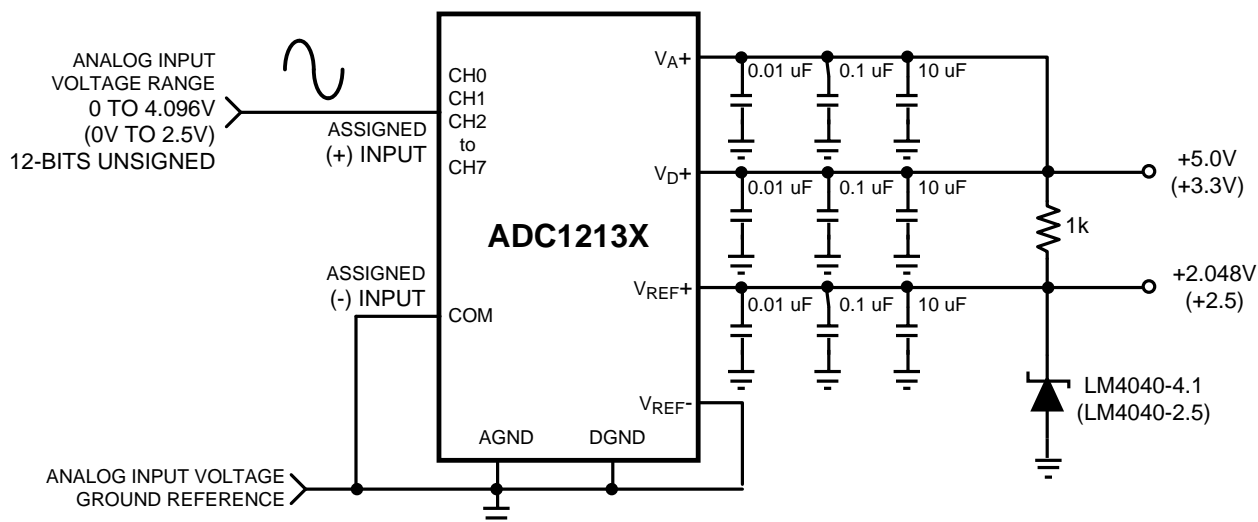 ANALOG INPUT
VOLTAGE RANGE
0 TO 4.096V
(0V TO 2.5V)
12-BITS UNSIGNED
ASSIGNED
(+) INPUT
CH0
CH1
CH2
to
CH7
ADC1213X
ASSIGNED
(-) INPUT
COM
AGND
DGND
ANALOG INPUT VOLTAGE
GROUND REFERENCE
VA+
0.01 uF
0.1 uF
10 uF
VD+
0.01 uF
0.1 uF
10 uF
+5.0V
(+3.3V)
1k
VREF+
0.01 uF
0.1 uF
10 uF
+2.048V
(+2.5)
LM4040-4.1
(LM4040-2.5)
VREF-